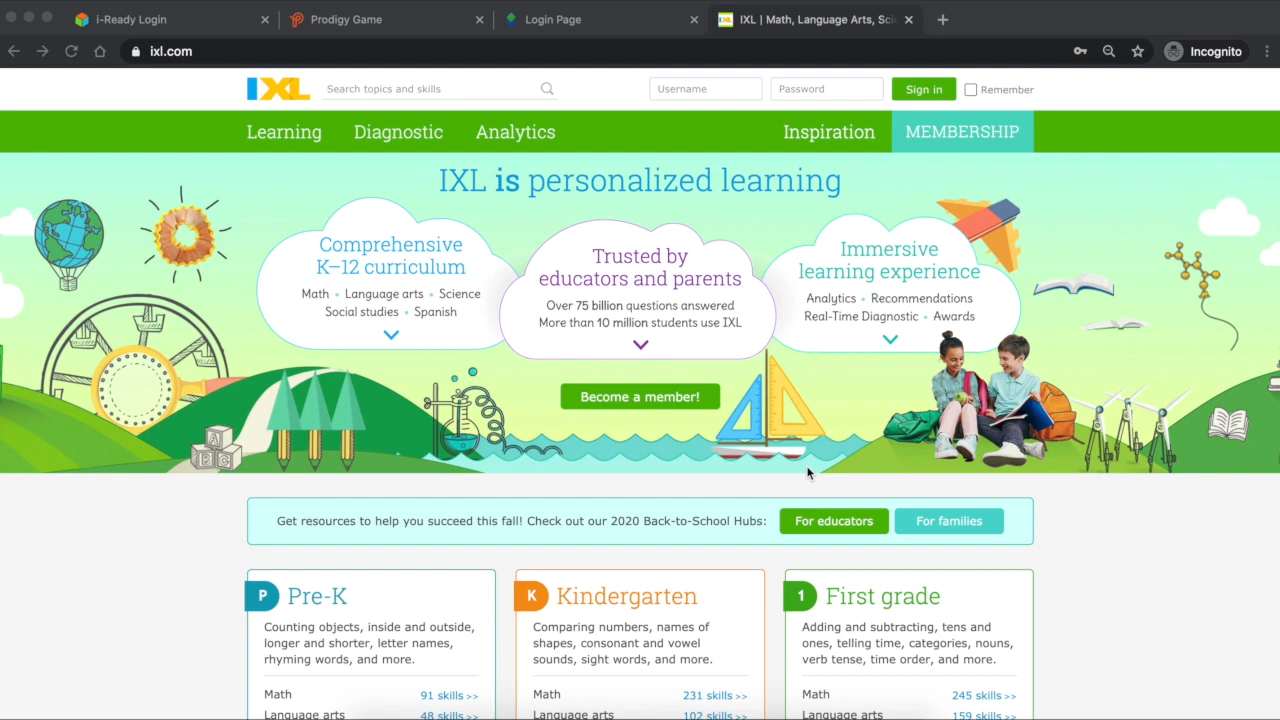 i-Ready Login
Prodigy Game
Login Page
IXL | Math, Language Arts, Sci
ixl.com
Incognito
IXL
Search topics and skills
Username
Password
Sign in
Remember
Learning
Diagnostic
Analytics
Inspiration
MEMBERSHIP
IXL is personalized learning
Comprehensive
K–12 curriculum
Math • Language arts • Science
Social studies • Spanish
Trusted by
educators and parents
Over 75 billion questions answered
More than 10 million students use IXL
Immersive
learning experience
Analytics • Recommendations
Real-Time Diagnostic • Awards
Become a member!
A
B C
Get resources to help you succeed this fall! Check out our 2020 Back-to-School Hubs:
For educators
For families
P
Pre-K
Counting objects, inside and outside,
longer and shorter, letter names,
rhyming words, and more.
Math
91 skills >>
Language arts
48 skills >>
K
Kindergarten
Comparing numbers, names of
shapes, consonant and vowel
sounds, sight words, and more.
Math
231 skills >>
Language arts
102 skills >>
1
First grade
Adding and subtracting, tens and
ones, telling time, categories, nouns,
verb tense, time order, and more.
Math
245 skills >>
Language arts
159 skills >>